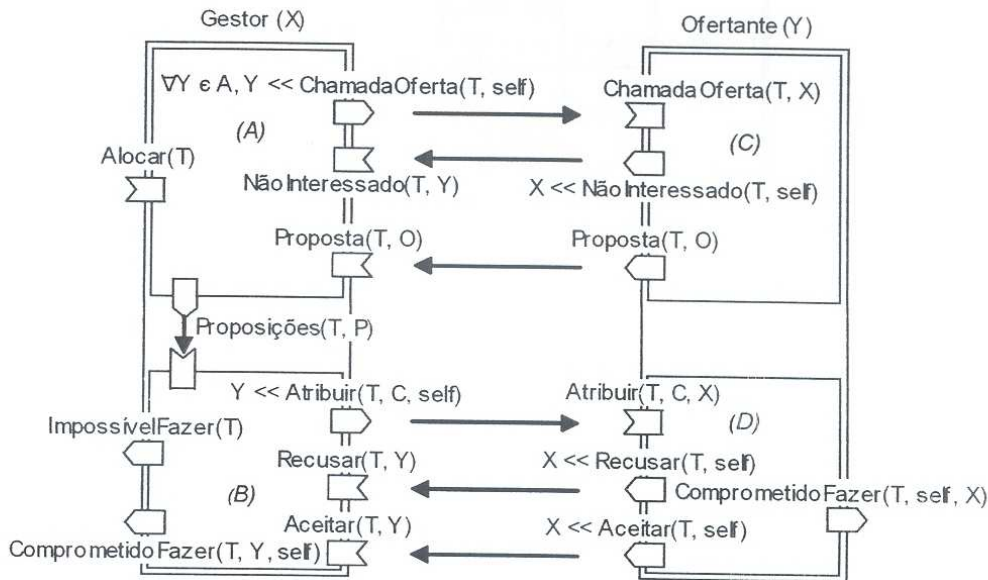 Gestor (X)
Ofertante (Y)
∀Y є A, Y << ChamadaOferta(T, self)
ChamadaOferta(T, X)
(A)
(C)
Alocar(T)
NãoInteressado(T, Y)
X << NãoInteressado(T, self)
Proposta(T, O)
Proposta(T, O)
Proposições(T, P)
Y << Atribuir(T, C, self)
Atribuir(T, C, X)
ImpossívelFazer(T)
(D)
Recusar(T, Y)
X << Recusar(T, self)
(B)
ComprometidoFazer(T, self, X)
Aceitar(T, Y)
X << Aceitar(T, self)
ComprometidoFazer(T, Y, self)